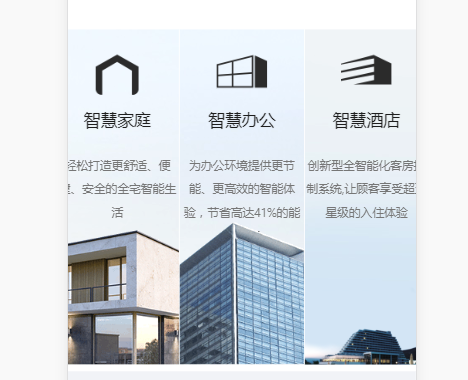 智慧家庭
轻松打造更舒适、便
、安全的全宅智能生
活
智慧办公
为办公环境提供更节
能、更高效的智能体
验，节省高达41%的能
智慧酒店
创新型全智能化客房控
制系统,让顾客享受超
星级的入住体验